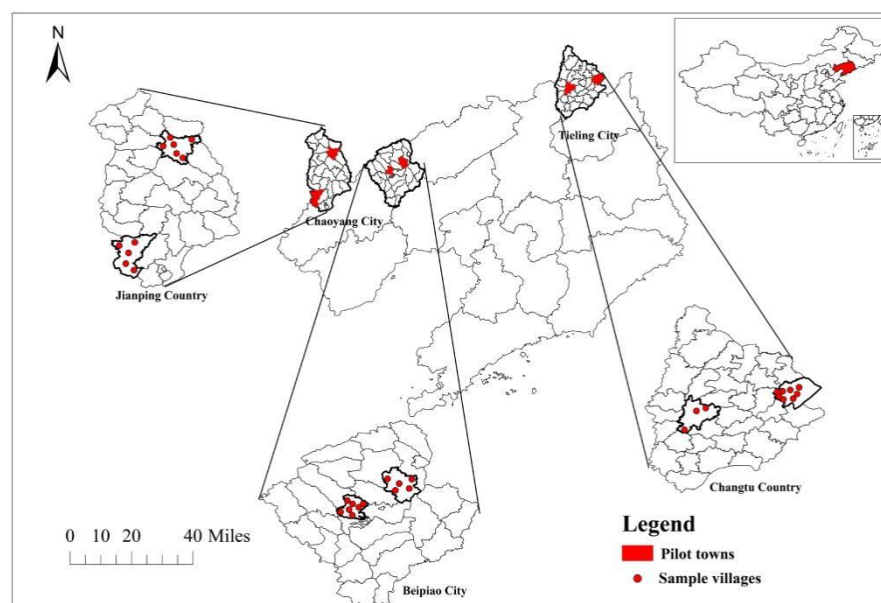 N
Tieling City
Chaoyang City
Jianping Country
Changtu Country
0 10 20 40 Miles
Beipiao City
Legend
Pilot towns
Sample villages